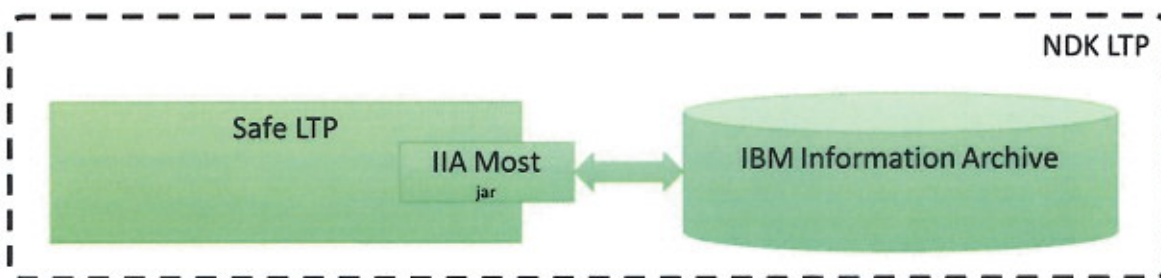 NDK LTP
Safe LTP
IIA Most
jar
IBM Information Archive